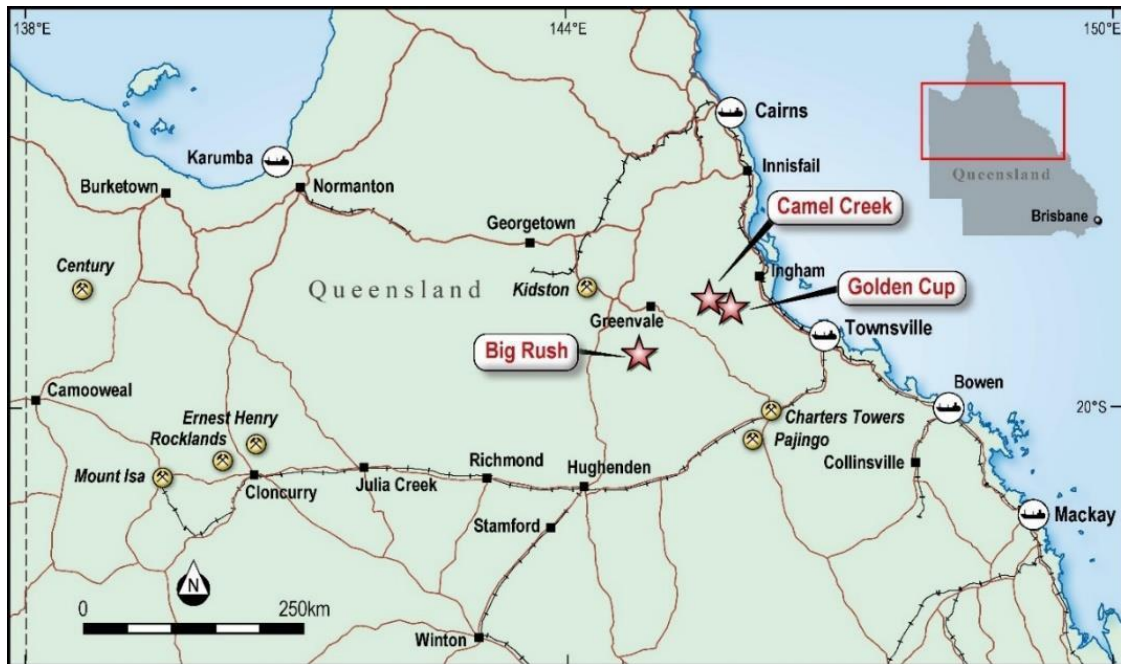 138°E
144°E
150°E
Cairns
Karumba
Innisfail
Burketown
Normanton
Queensland
Camel Creek
Georgetown
Brisbane
Century
Queensland
Kidston
Ingham
Golden Cup
Greenvale
Townsville
Big Rush
Bowen
Camooweal
20°S
Ernest Henry
Charters Towers
Rocklands
Pajingo
Mount Isa
Richmond
Hughenden
Collinsville
Cloncurry
Julia Creek
Stamford
Mackay
N
0
250km
Winton